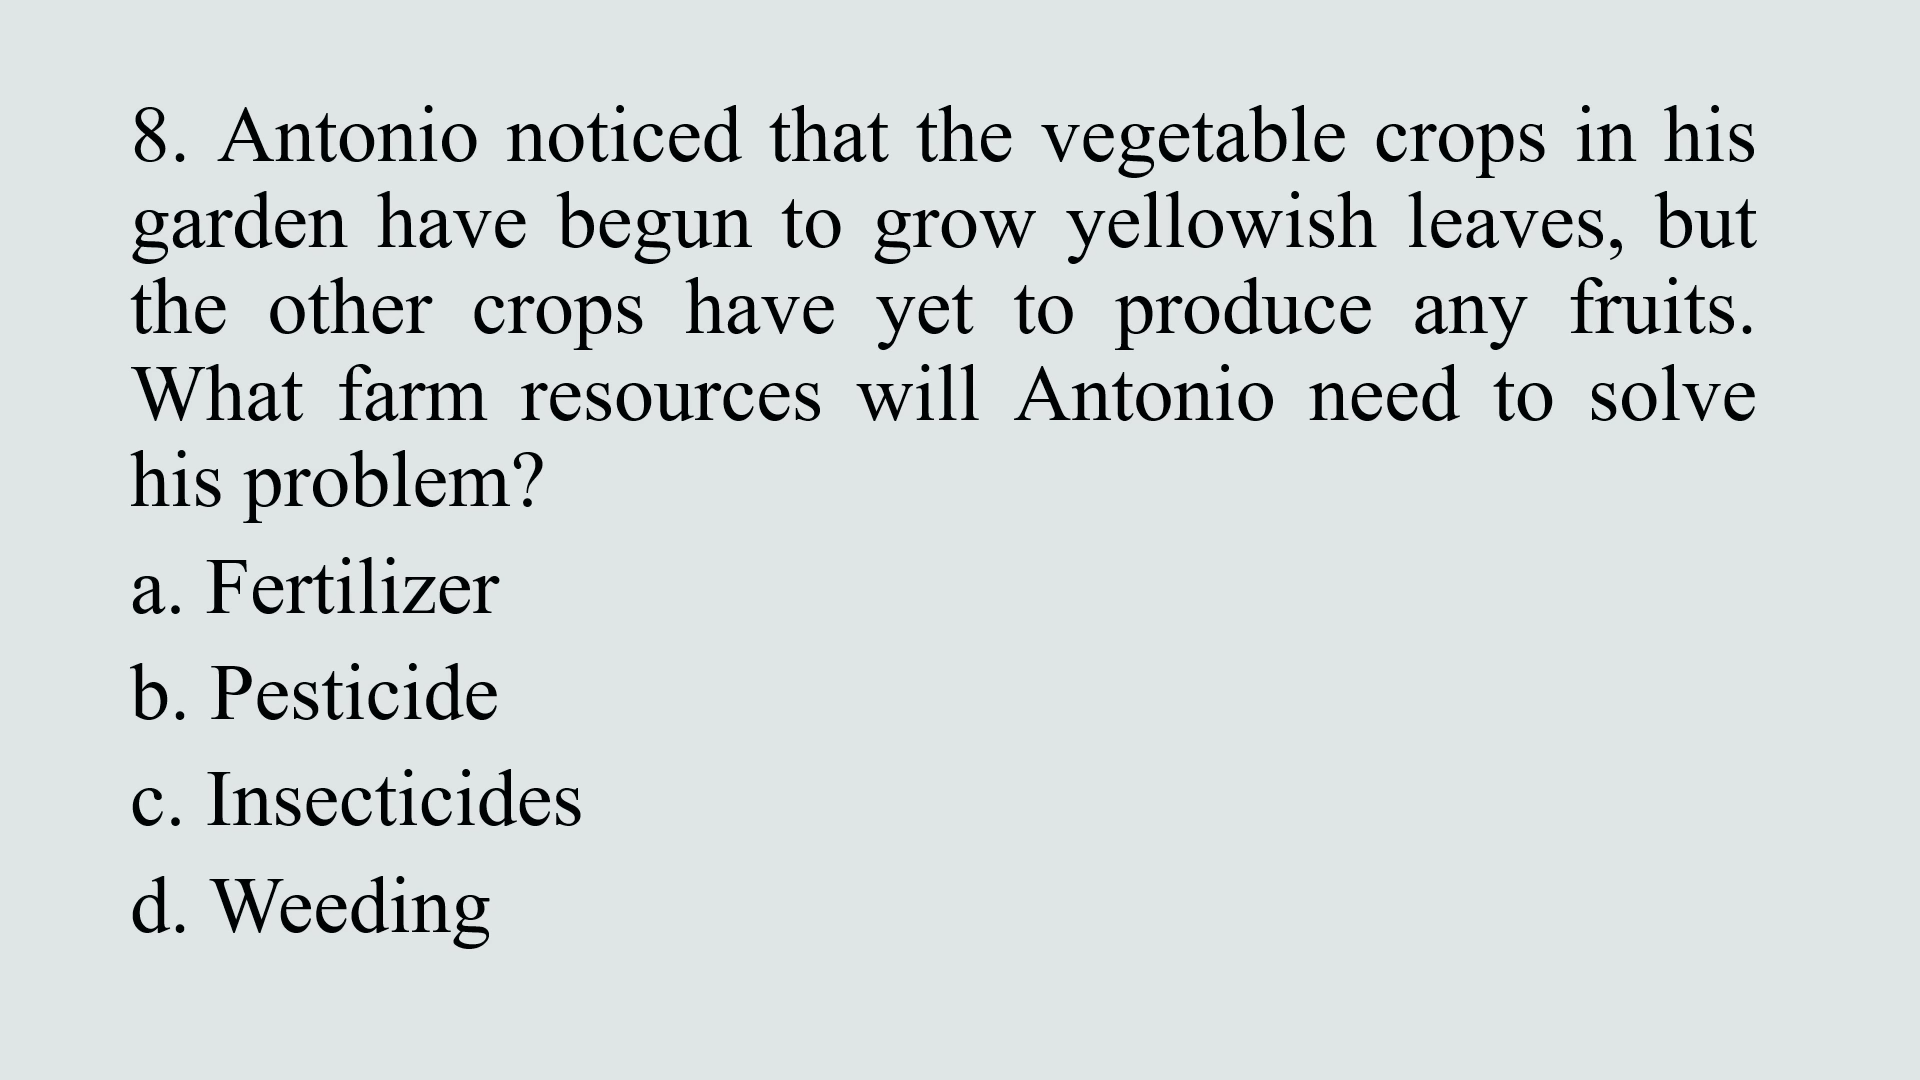 8. Antonio noticed that the vegetable crops in his
garden have begun to grow yellowish leaves, but
the other crops have yet to produce any fruits.
What farm resources will Antonio need to solve
his problem?
a. Fertilizer
b. Pesticide
c. Insecticides
d. Weeding